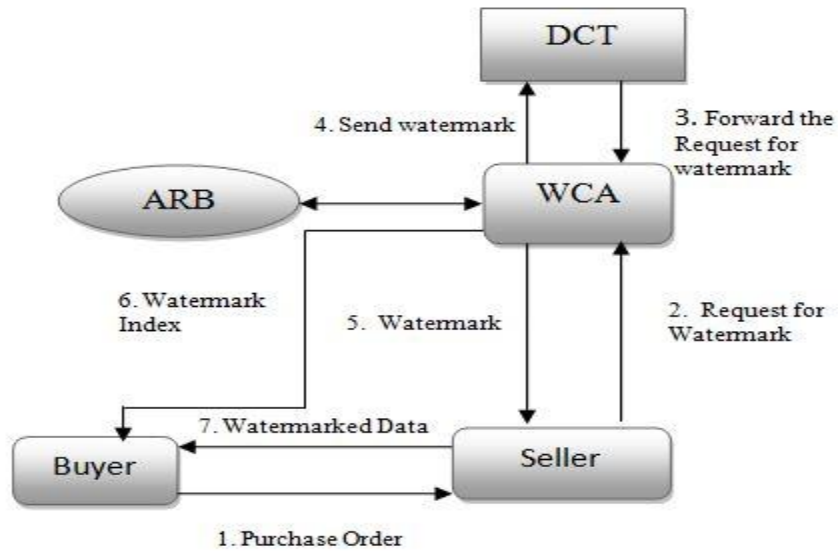 DCT
4. Send watermark
3. Forward the
Request for
watermark
ARB
WCA
6. Watermark
Index
5. Watermark
2. Request for
Watermark
7. Watermarked Data
Buyer
Seller
1. Purchase Order